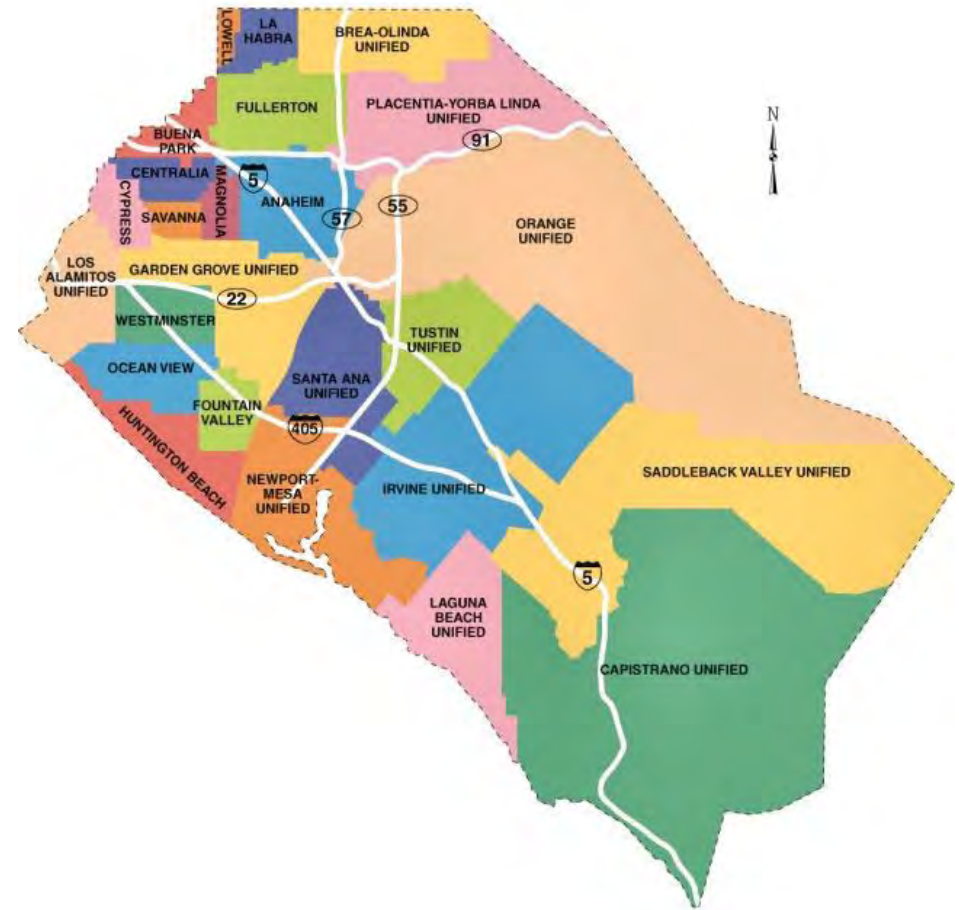 LOWELL
LA
HABRA
BREA-OLINDA
UNIFIED
FULLERTON
PLACENTIA-YORBA LINDA
UNIFIED
N
91
BUENA
PARK
CENTRALIA
MAGNOLIA
5
CYPRESS
SAVANNA
ANAHEIM
57
55
ORANGE
UNIFIED
LOS
ALAMITOS
UNIFIED
GARDEN GROVE UNIFIED
22
WESTMINSTER
TUSTIN
UNIFIED
OCEAN VIEW
SANTA ANA
UNIFIED
FOUNTAIN
VALLEY
405
HUNTINGTON BEACH
NEWPORT-
MESA
UNIFIED
IRVINE UNIFIED
SADDLEBACK VALLEY UNIFIED
5
LAGUNA
BEACH
UNIFIED
CAPISTRANO UNIFIED